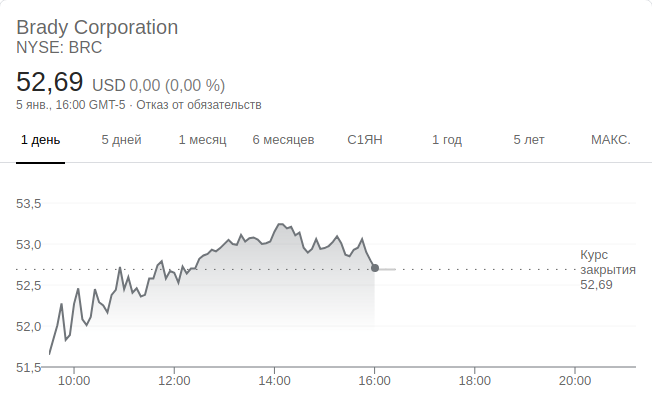 Brady Corporation
NYSE: BRC
52,69 USD 0,00 (0,00 %)
5 янв., 16:00 GMT-5 · Отказ от обязательств
1 день 5 дней 1 месяц 6 месяцев С1ЯН 1 год 5 лет МАКС.
53,5
53,0
Курс
закрытия
52,69
52,5
52,0
51,5
10:00 12:00 14:00 16:00 18:00 20:00